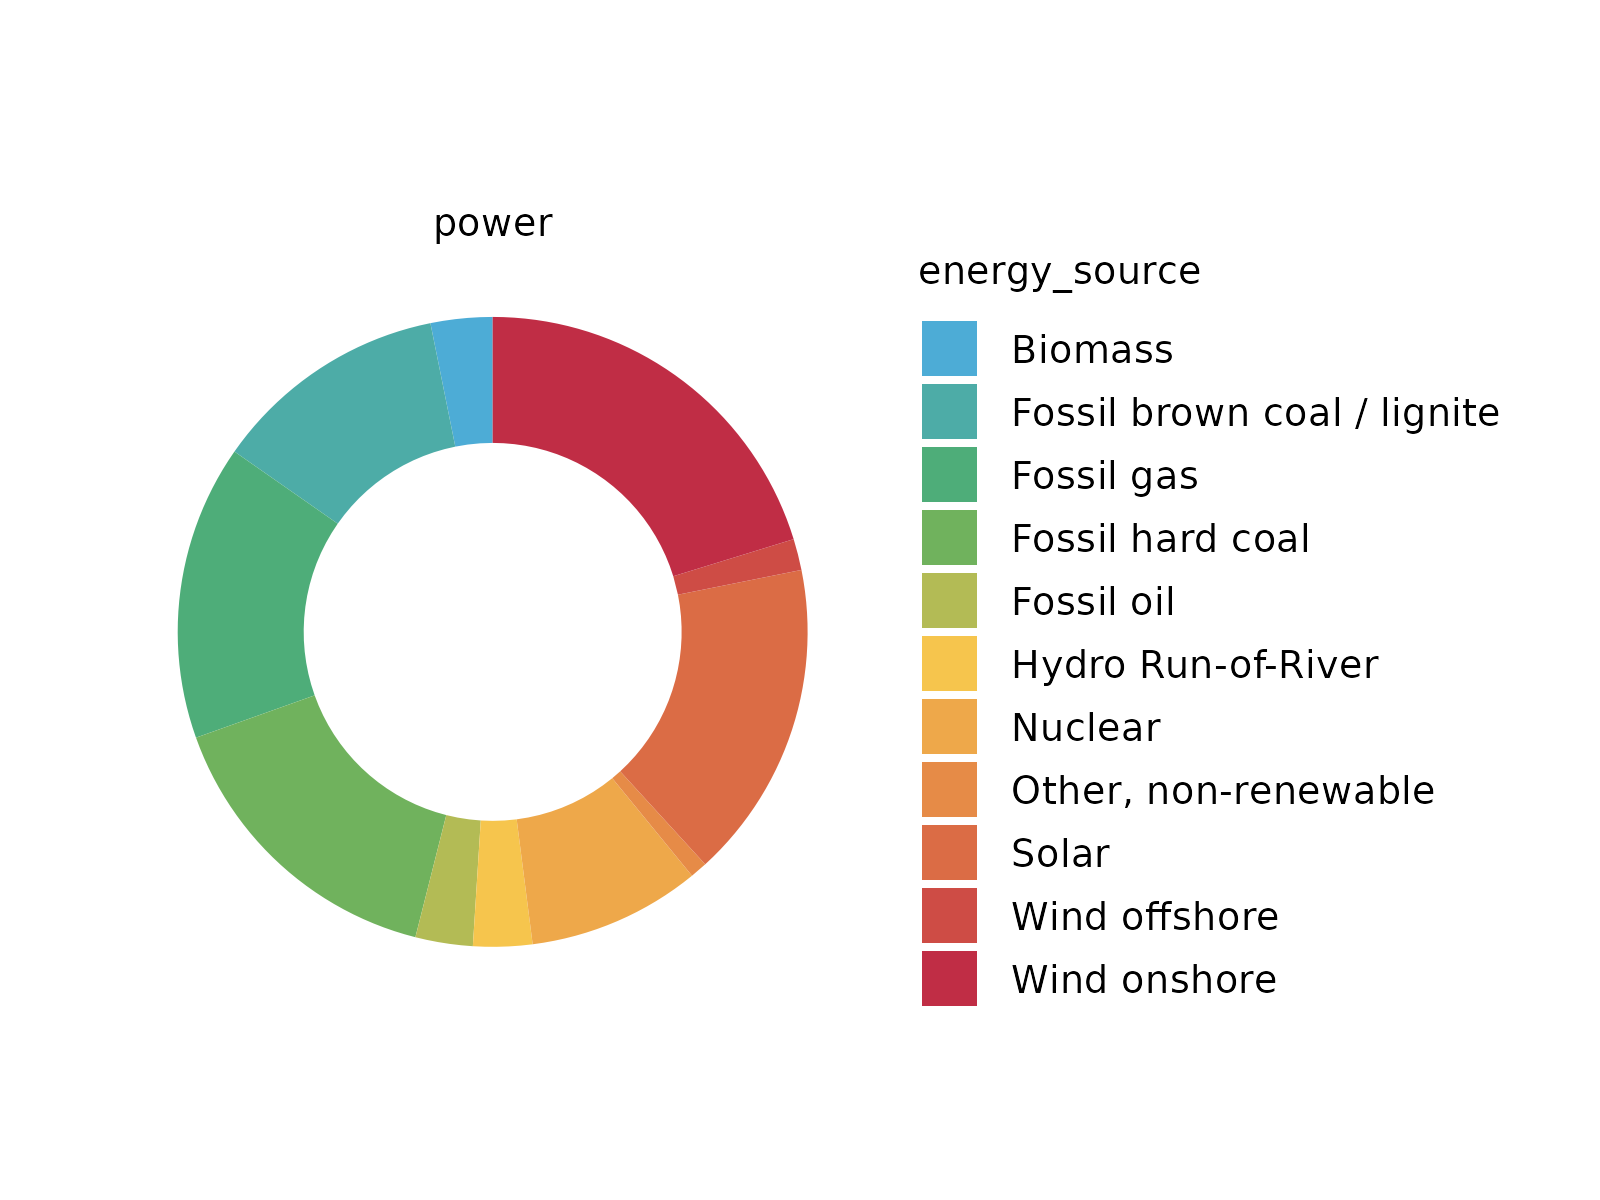 power
energy_source
Biomass
Fossil brown coal / lignite
Fossil gas
Fossil hard coal
Fossil oil
Hydro Run-of-River
Nuclear
Other, non-renewable
Solar
Wind offshore
Wind onshore